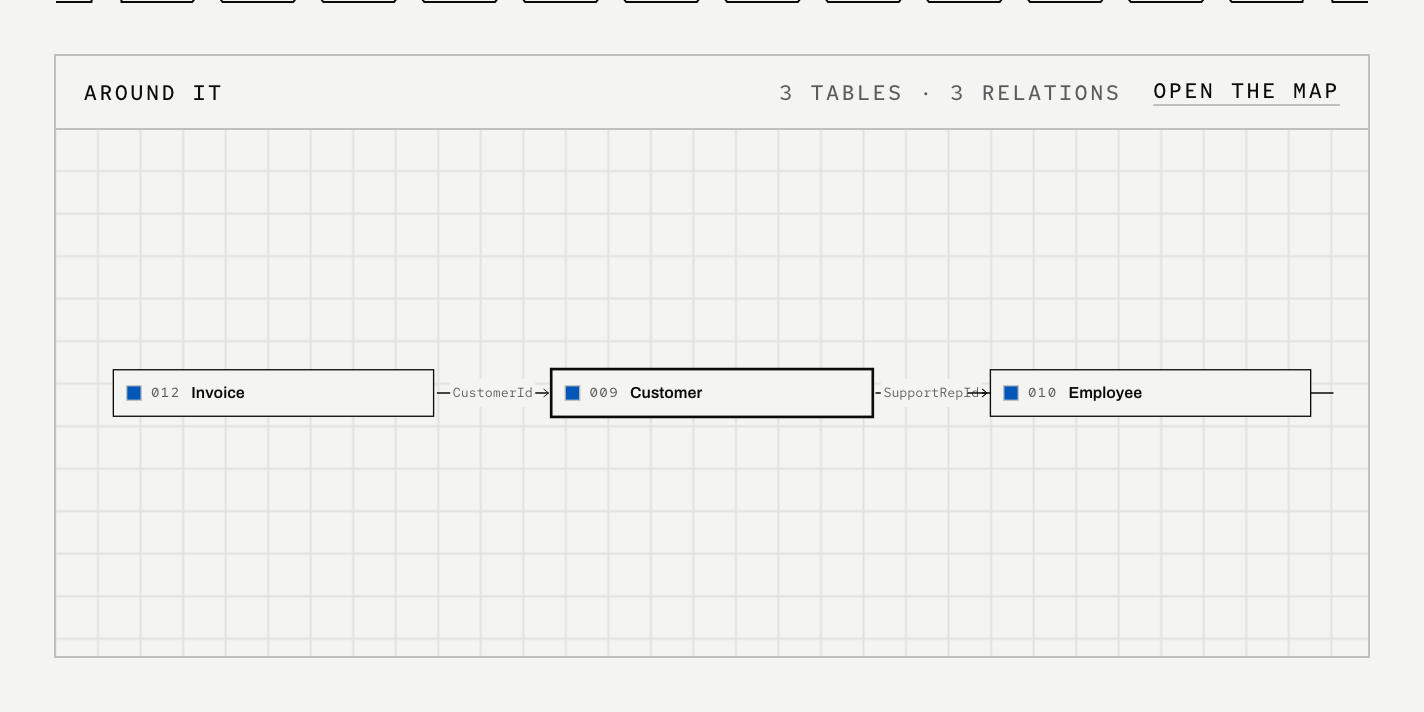 AROUND IT
3 TABLES · 3 RELATIONS
OPEN THE MAP
012 Invoice
CustomerId
009 Customer
SupportRepId
010 Employee